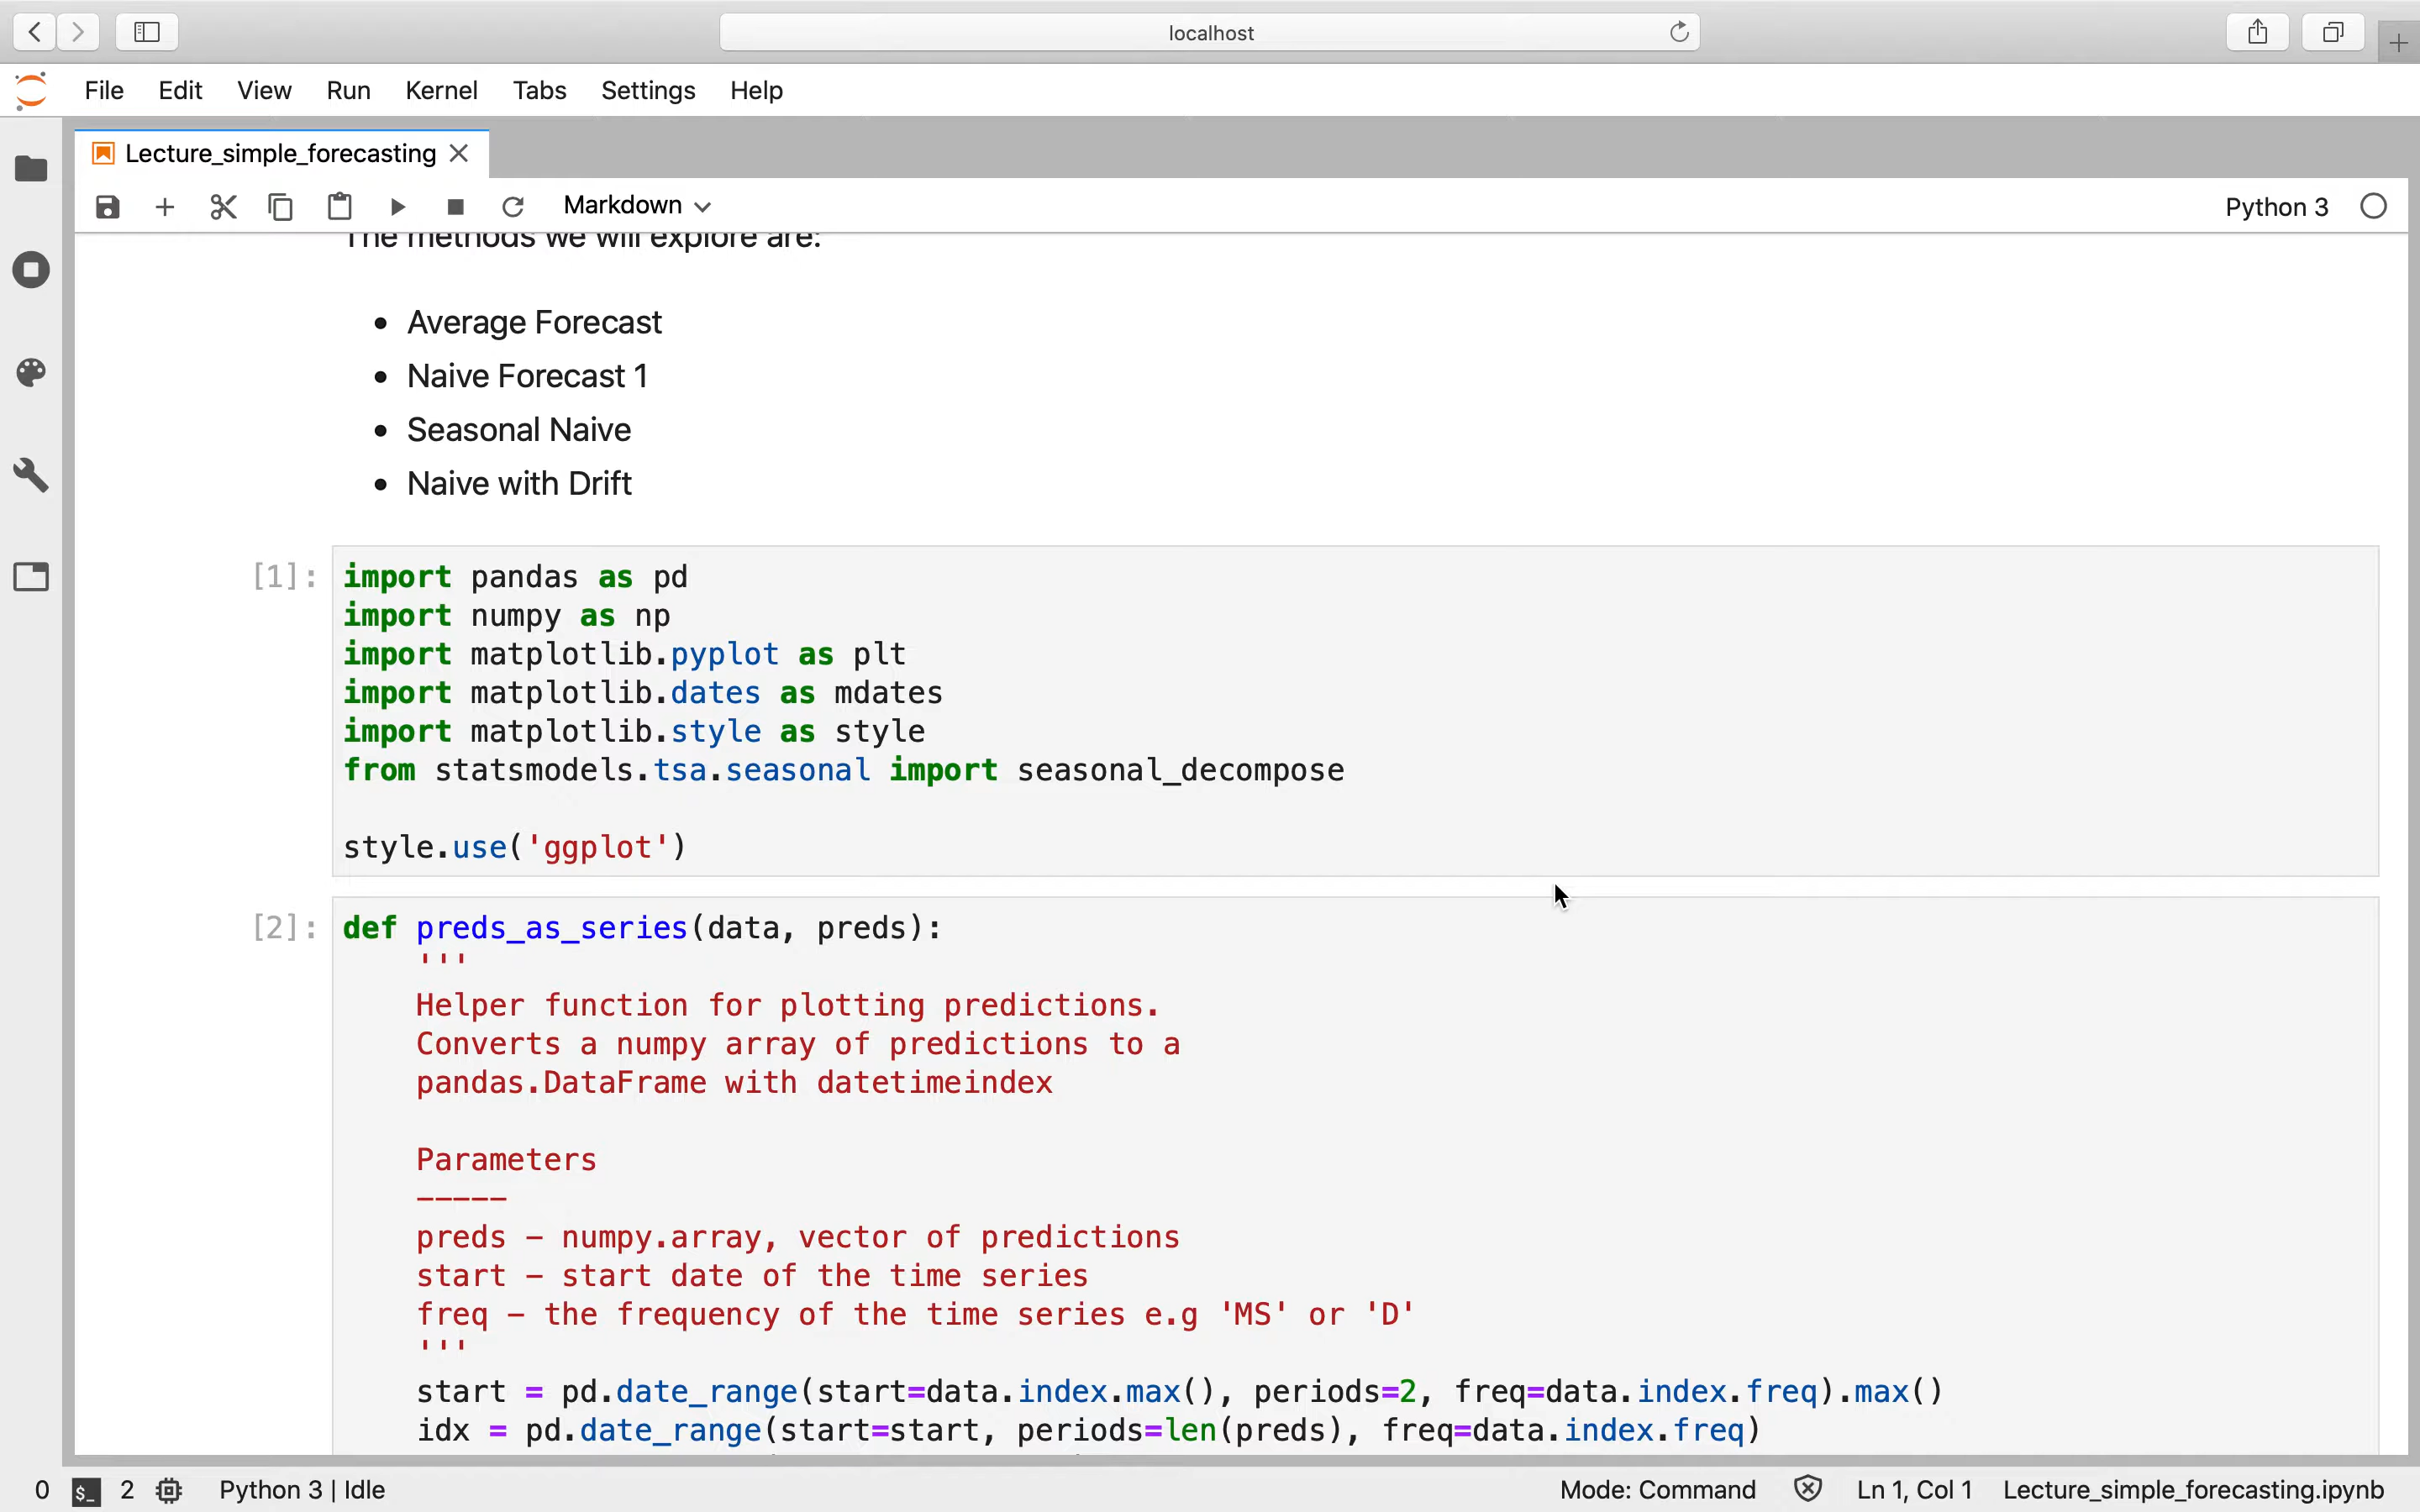 localhost
File Edit View Run Kernel Tabs Settings Help
Lecture_simple_forecasting
Markdown
Python 3
The methods we will explore are:
• Average Forecast
• Naive Forecast 1
• Seasonal Naive
• Naive with Drift
[1]: import pandas as pd
import numpy as np
import matplotlib.pyplot as plt
import matplotlib.dates as mdates
import matplotlib.style as style
from statsmodels.tsa.seasonal import seasonal_decompose
style.use('ggplot')
[2]: def preds_as_series(data, preds):
'''
Helper function for plotting predictions.
Converts a numpy array of predictions to a
pandas.DataFrame with datetimeindex
Parameters
-----
preds - numpy.array, vector of predictions
start - start date of the time series
freq - the frequency of the time series e.g 'MS' or 'D'
'''
start = pd.date_range(start=data.index.max(), periods=2, freq=data.index.freq).max()
idx = pd.date_range(start=start, periods=len(preds), freq=data.index.freq)
0 $_ 2 Python 3 | Idle Mode: Command Ln 1, Col 1 Lecture_simple_forecasting.ipynb